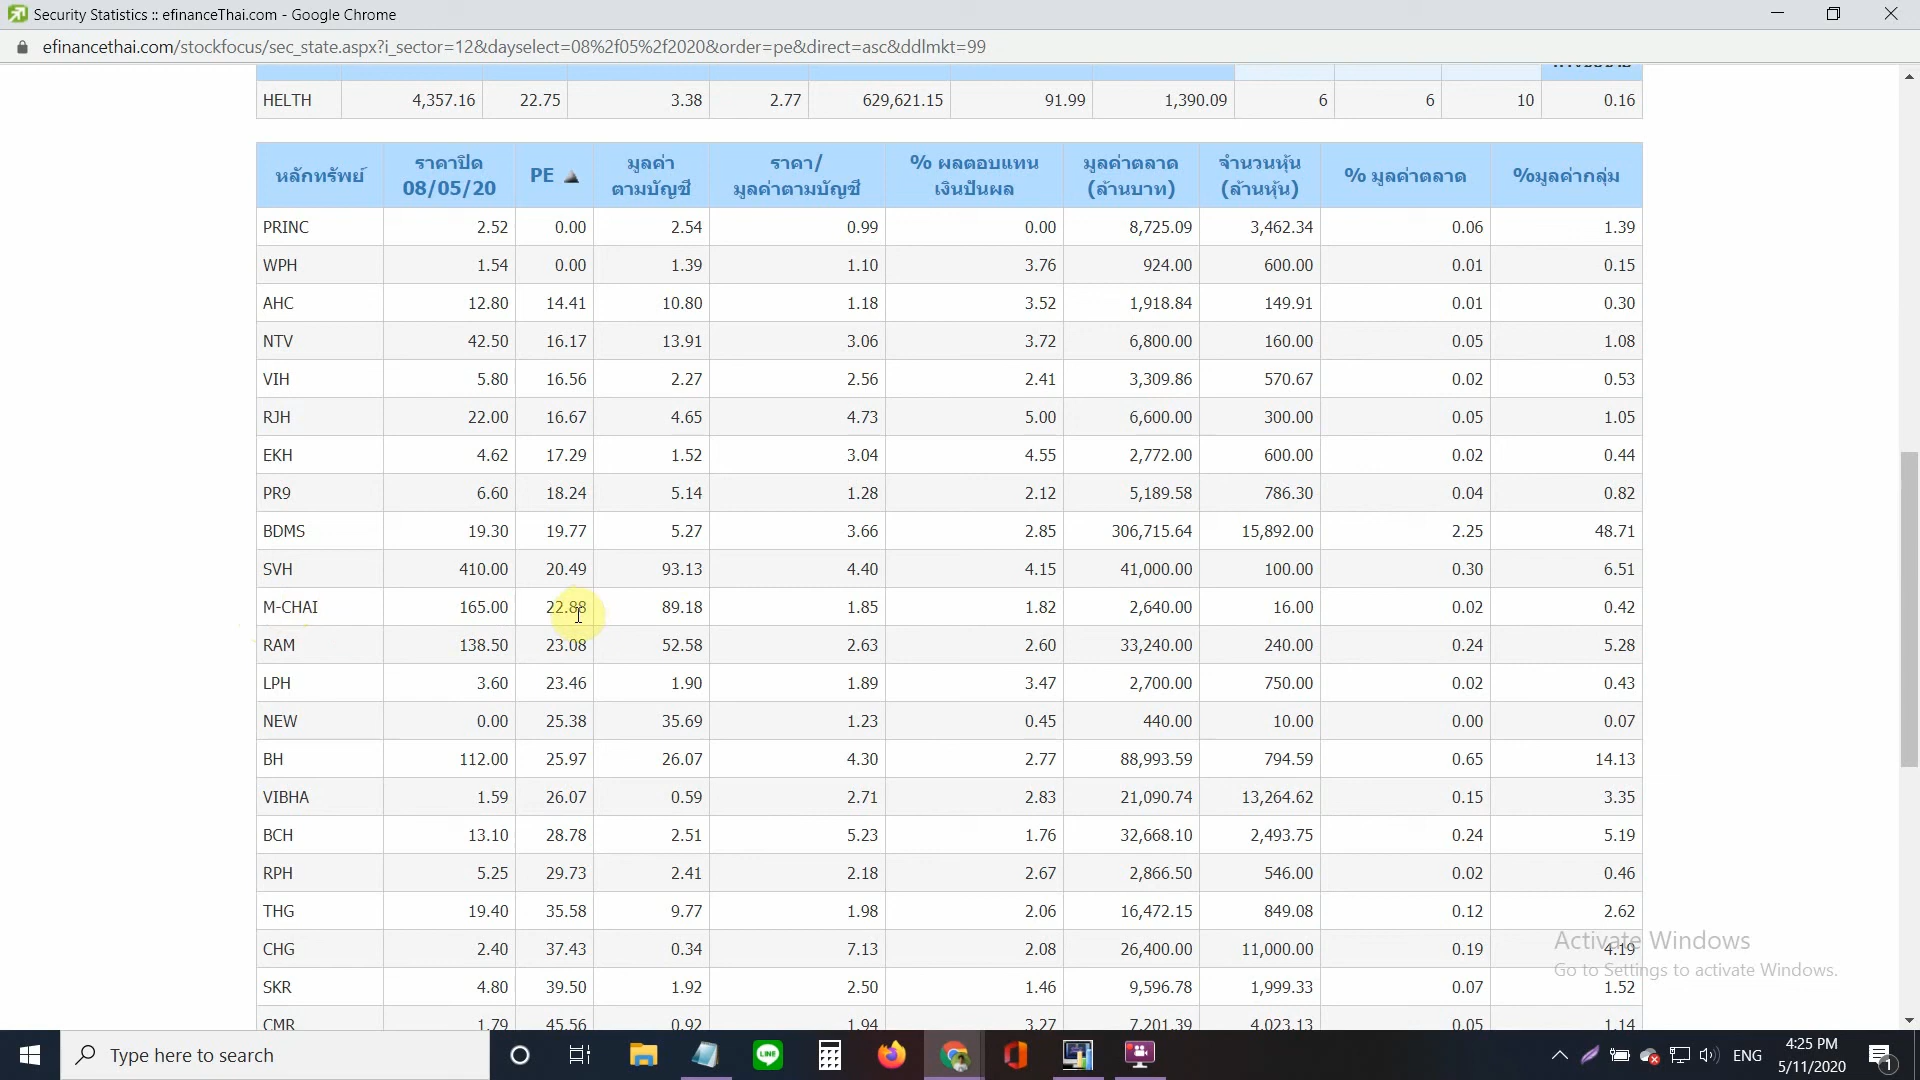 Security Statistics :: efinanceThai.com - Google Chrome
efinancethai.com/stockfocus/sec_state.aspx?i_sector=12&dayselect=08%2f05%2f2020&order=pe&direct=asc&ddlmkt=99
HELTH 4,357.16 22.75 3.38 2.77 629,621.15 91.99 1,390.09 6 6 10 0.16
หลักทรัพย์ ราคาปิด 08/05/20 PE มูลค่าตามบัญชี ราคา/มูลค่าตามบัญชี % ผลตอบแทนเงินปันผล มูลค่าตลาด (ล้านบาท) จำนวนหุ้น (ล้านหุ้น) % มูลค่าตลาด %มูลค่ากลุ่ม
PRINC 2.52 0.00 2.54 0.99 0.00 8,725.09 3,462.34 0.06 1.39
WPH 1.54 0.00 1.39 1.10 3.76 924.00 600.00 0.01 0.15
AHC 12.80 14.41 10.80 1.18 3.52 1,918.84 149.91 0.01 0.30
NTV 42.50 16.17 13.91 3.06 3.72 6,800.00 160.00 0.05 1.08
VIH 5.80 16.56 2.27 2.56 2.41 3,309.86 570.67 0.02 0.53
RJH 22.00 16.67 4.65 4.73 5.00 6,600.00 300.00 0.05 1.05
EKH 4.62 17.29 1.52 3.04 4.55 2,772.00 600.00 0.02 0.44
PR9 6.60 18.24 5.14 1.28 2.12 5,189.58 786.30 0.04 0.82
BDMS 19.30 19.77 5.27 3.66 2.85 306,715.64 15,892.00 2.25 48.71
SVH 410.00 20.49 93.13 4.40 4.15 41,000.00 100.00 0.30 6.51
M-CHAI 165.00 22.88 89.18 1.85 1.82 2,640.00 16.00 0.02 0.42
RAM 138.50 23.08 52.58 2.63 2.60 33,240.00 240.00 0.24 5.28
LPH 3.60 23.46 1.90 1.89 3.47 2,700.00 750.00 0.02 0.43
NEW 0.00 25.38 35.69 1.23 0.45 440.00 10.00 0.00 0.07
BH 112.00 25.97 26.07 4.30 2.77 88,993.59 794.59 0.65 14.13
VIBHA 1.59 26.07 0.59 2.71 2.83 21,090.74 13,264.62 0.15 3.35
BCH 13.10 28.78 2.51 5.23 1.76 32,668.10 2,493.75 0.24 5.19
RPH 5.25 29.73 2.41 2.18 2.67 2,866.50 546.00 0.02 0.46
THG 19.40 35.58 9.77 1.98 2.06 16,472.15 849.08 0.12 2.62
CHG 2.40 37.43 0.34 7.13 2.08 26,400.00 11,000.00 0.19 4.19
SKR 4.80 39.50 1.92 2.50 1.46 9,596.78 1,999.33 0.07 1.52
CMR 1.79 45.56 0.92 1.94 3.27 7,201.39 4,023.13 0.05 1.14
Activate Windows
Go to Settings to activate Windows.
Type here to search
LINE
ENG
4:25 PM
5/11/2020
1